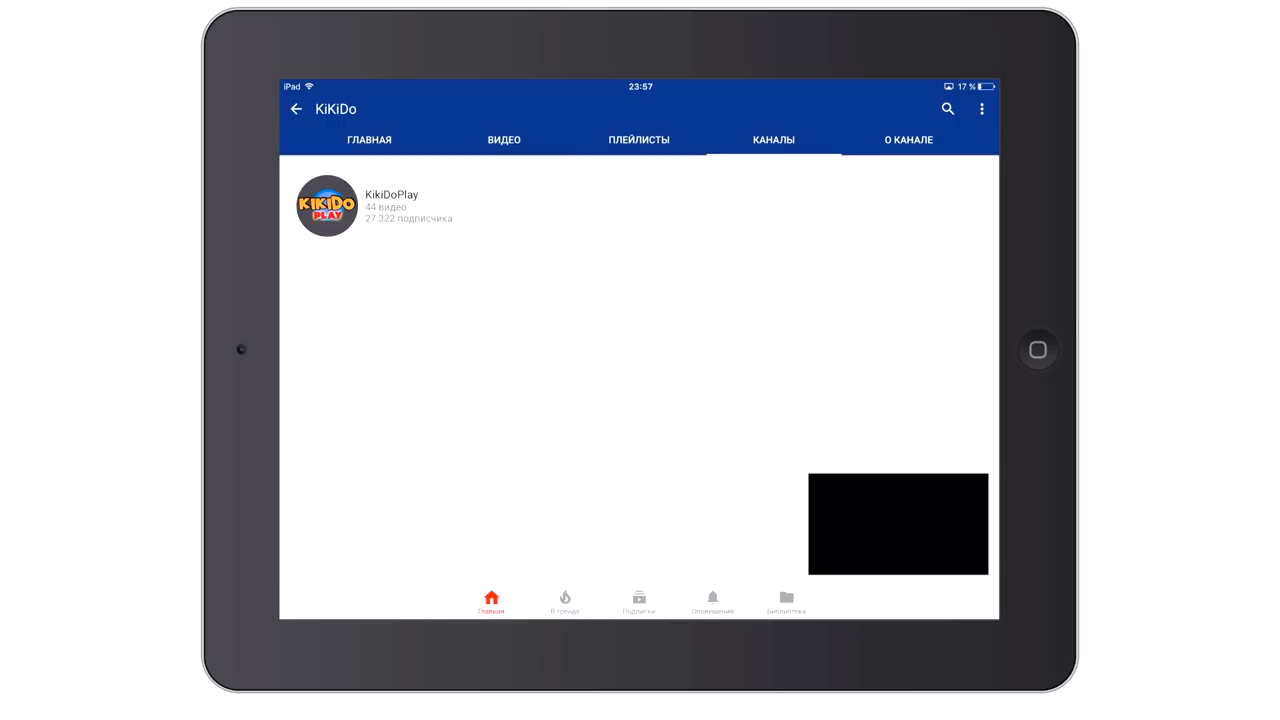 iPad 23:57 17 %
KiKiDo
ГЛАВНАЯ ВИДЕО ПЛЕЙЛИСТЫ КАНАЛЫ О КАНАЛЕ
KIKIDO
PLAY
KikiDoPlay
44 видео
27 322 подписчика
Главная В тренде Подписки Оповещения Библиотека